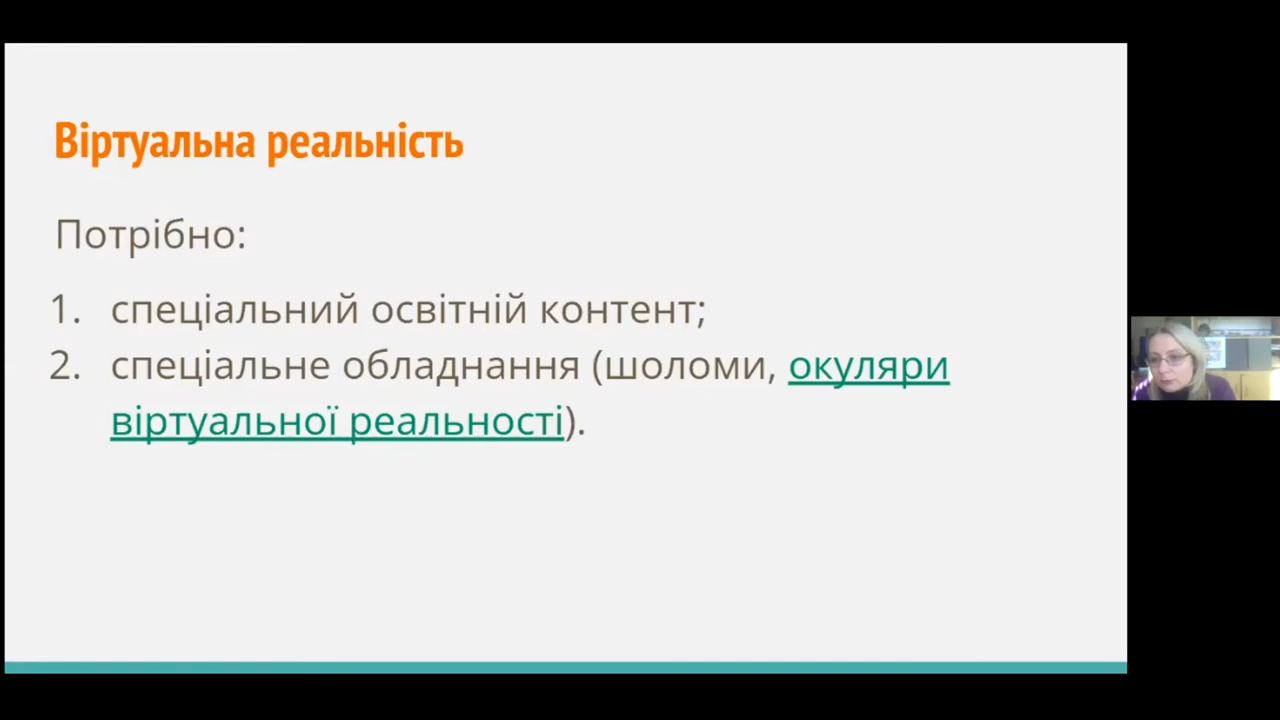 Віртуальна реальність
Потрібно:
1. спеціальний освітній контент;
2. спеціальне обладнання (шоломи, окуляри
віртуальної реальності).